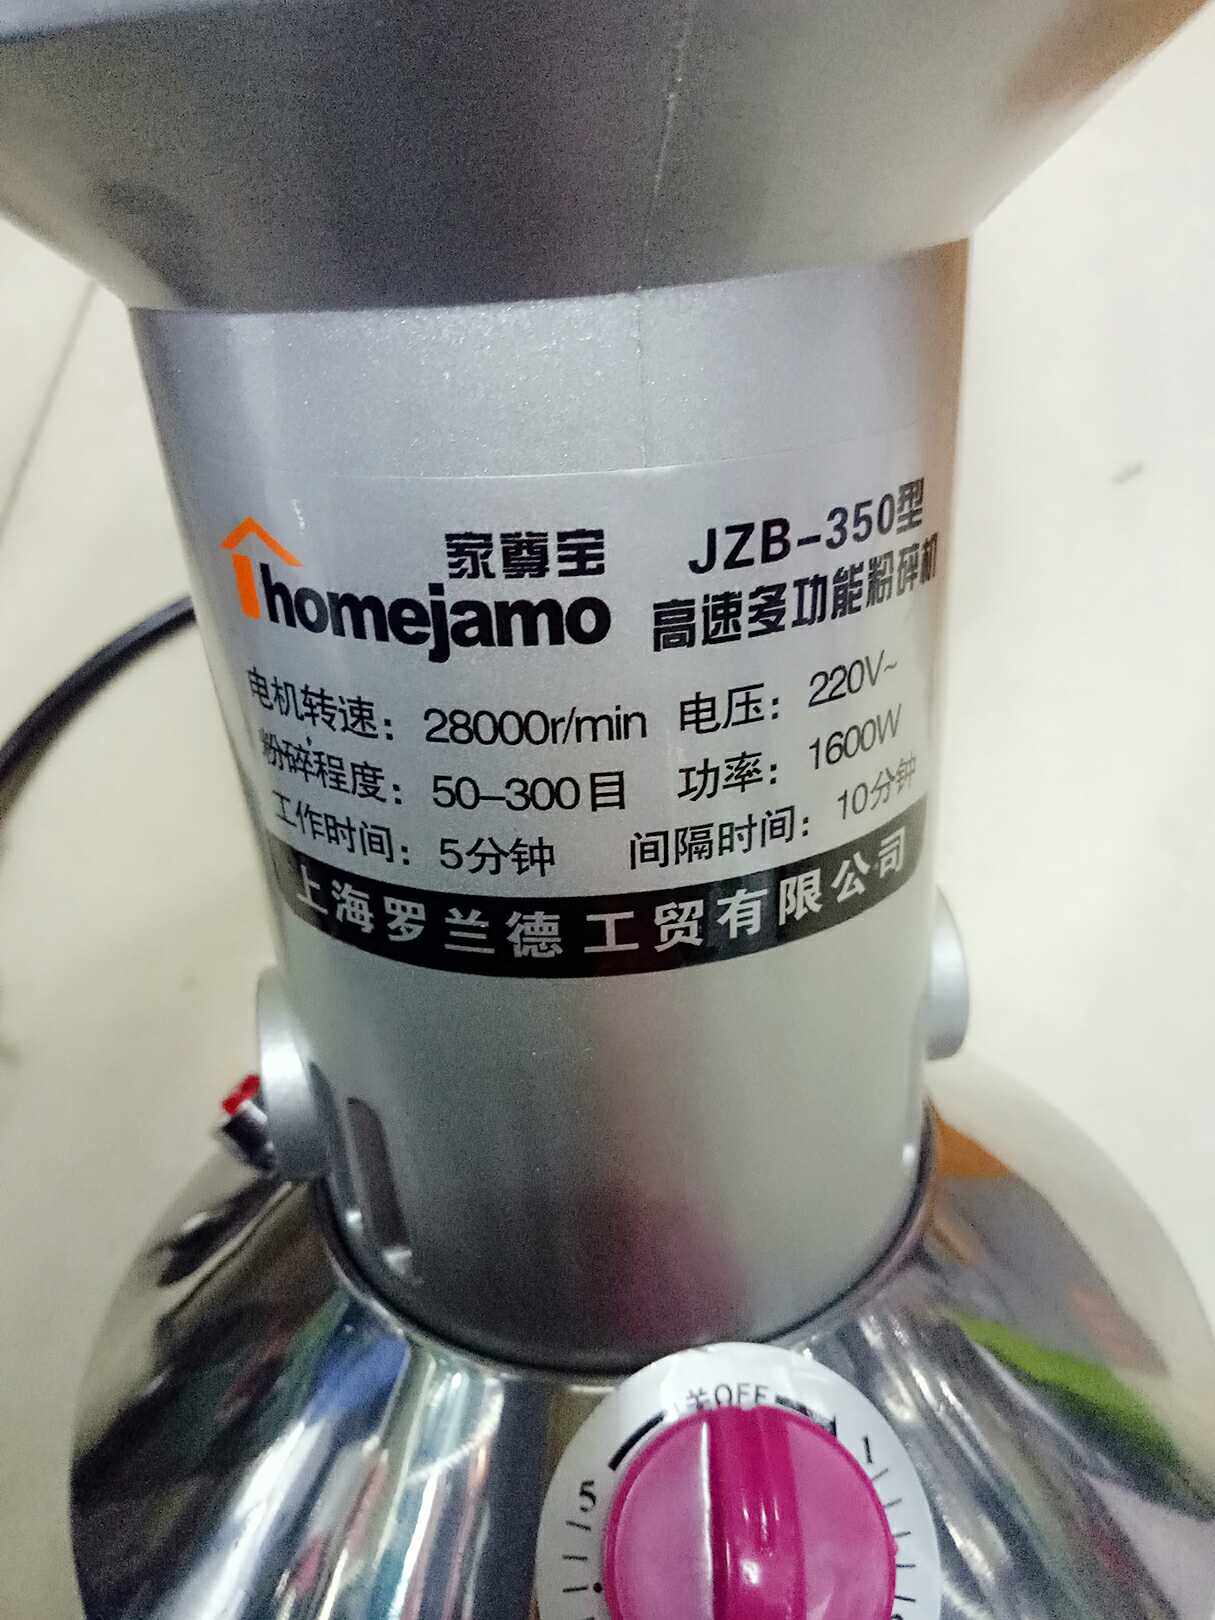 家尊宝
homejamo
JZB-350型
高速多功能粉碎机
电机转速：28000r/min 电压：220V~
粉碎程度：50-300目 功率：1600W
工作时间：5分钟 间隔时间：10分钟
上海罗兰德工贸有限公司
关OFF
1
5